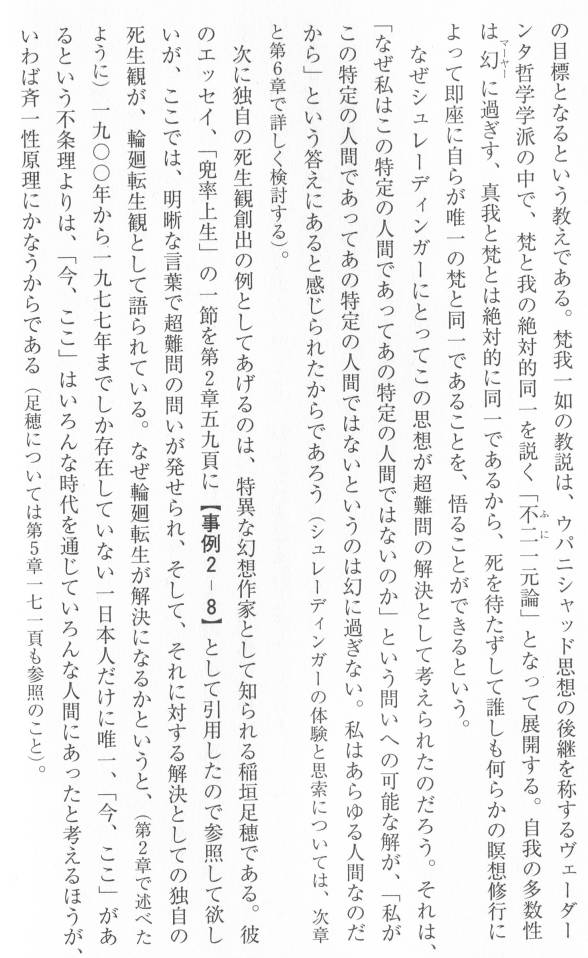 の目標となるという教えである。梵我一如の教説は、ウパニシャッド思想の後継を称するヴェーダー
ンタ哲学学派の中で、梵と我の絶対的同一を説く「不二一元論」となって展開する。自我の多数性
は幻に過ぎず、真我と梵とは絶対的に同一であるから、死を待たずして誰しも何らかの瞑想修行に
よって即座に自らが唯一の梵と同一であることを、悟ることができるという。
なぜシュレーディンガーにとってこの思想が超難問の解決として考えられたのだろう。それは、
「なぜ私はこの特定の人間であってあの特定の人間ではないのか」という問いへの可能な解が、「私が
この特定の人間であってあの特定の人間ではないというのは幻に過ぎない。私はあらゆる人間なのだ
から」という答えにあると感じられたからであろう（シュレーディンガーの体験と思索については、次章
と第6章で詳しく検討する）。
次に独自の死生観創出の例としてあげるのは、特異な幻想作家として知られる稲垣足穂である。彼
のエッセイ、「兜率上生」の一節を第2章五九頁に【事例2－8】として引用したので参照して欲し
いが、ここでは、明晰な言葉で超難問の問いが発せられ、そして、それに対する解決としての独自の
死生観が、輪廻転生観として語られている。なぜ輪廻転生が解決になるかというと、（第2章で述べた
ように）一九〇〇年から一九七七年までしか存在していない一日本人だけに唯一、「今、ここ」があ
るという不条理よりは、「今、ここ」はいろんな時代を通じていろんな人間にあったと考えるほうが、
いわば斉一性原理にかなうからである（足穂については第5章一七一頁も参照のこと）。